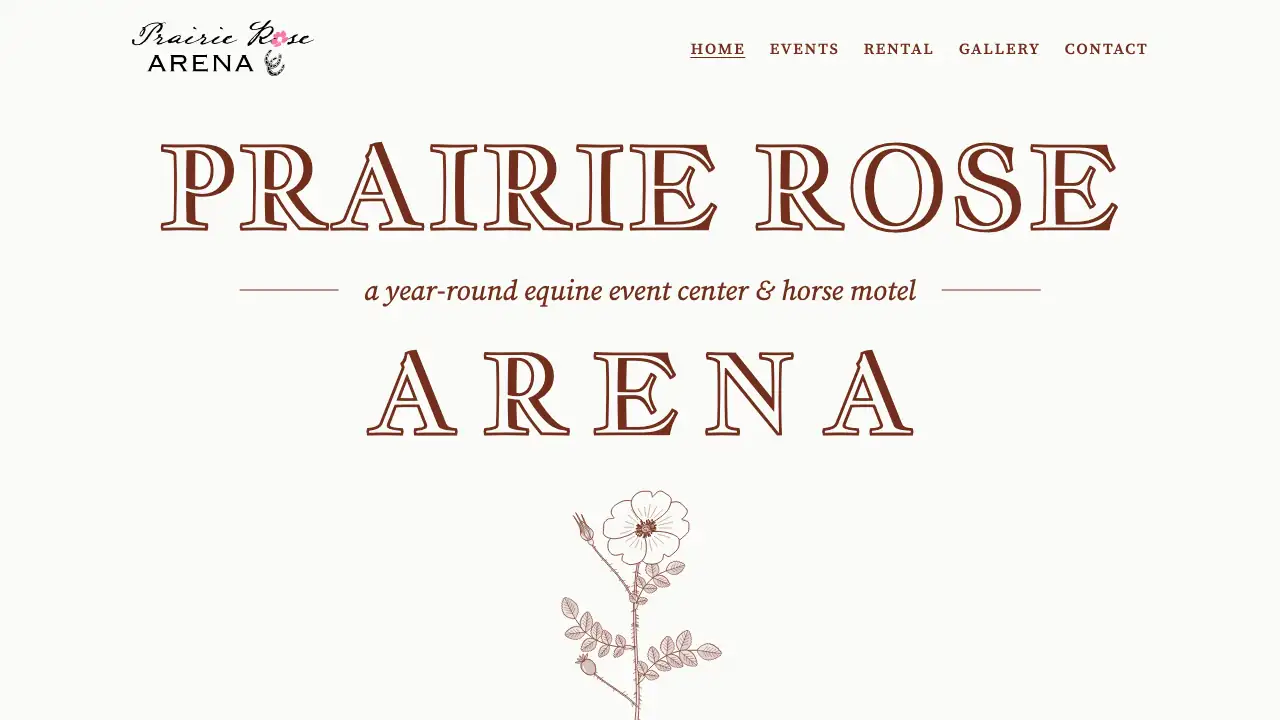 Prairie Rose
ARENA
HOME EVENTS RENTAL GALLERY CONTACT
PRAIRIE ROSE
a year-round equine event center & horse motel
ARENA